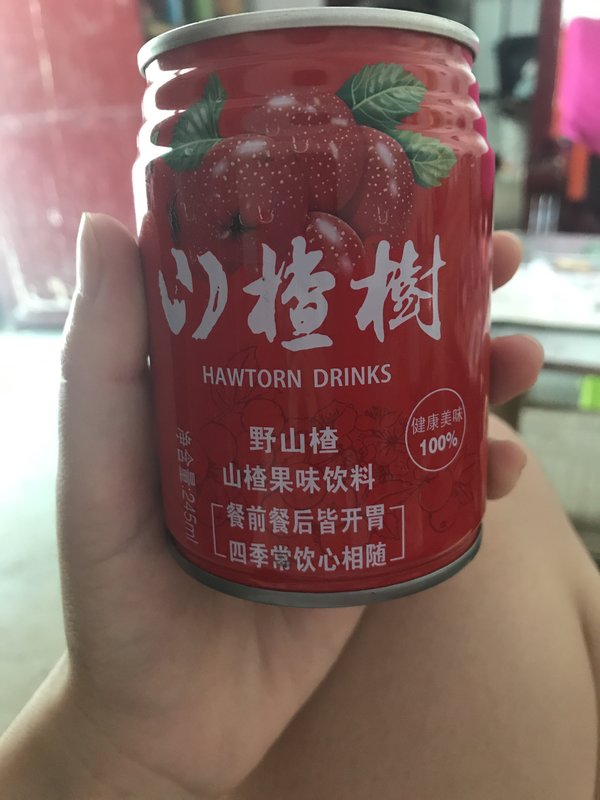 山楂樹
HAWTORN DRINKS
健康美味
100%
野山楂
山楂果味饮料
餐前餐后皆开胃
四季常饮心相随
净含量:245ml